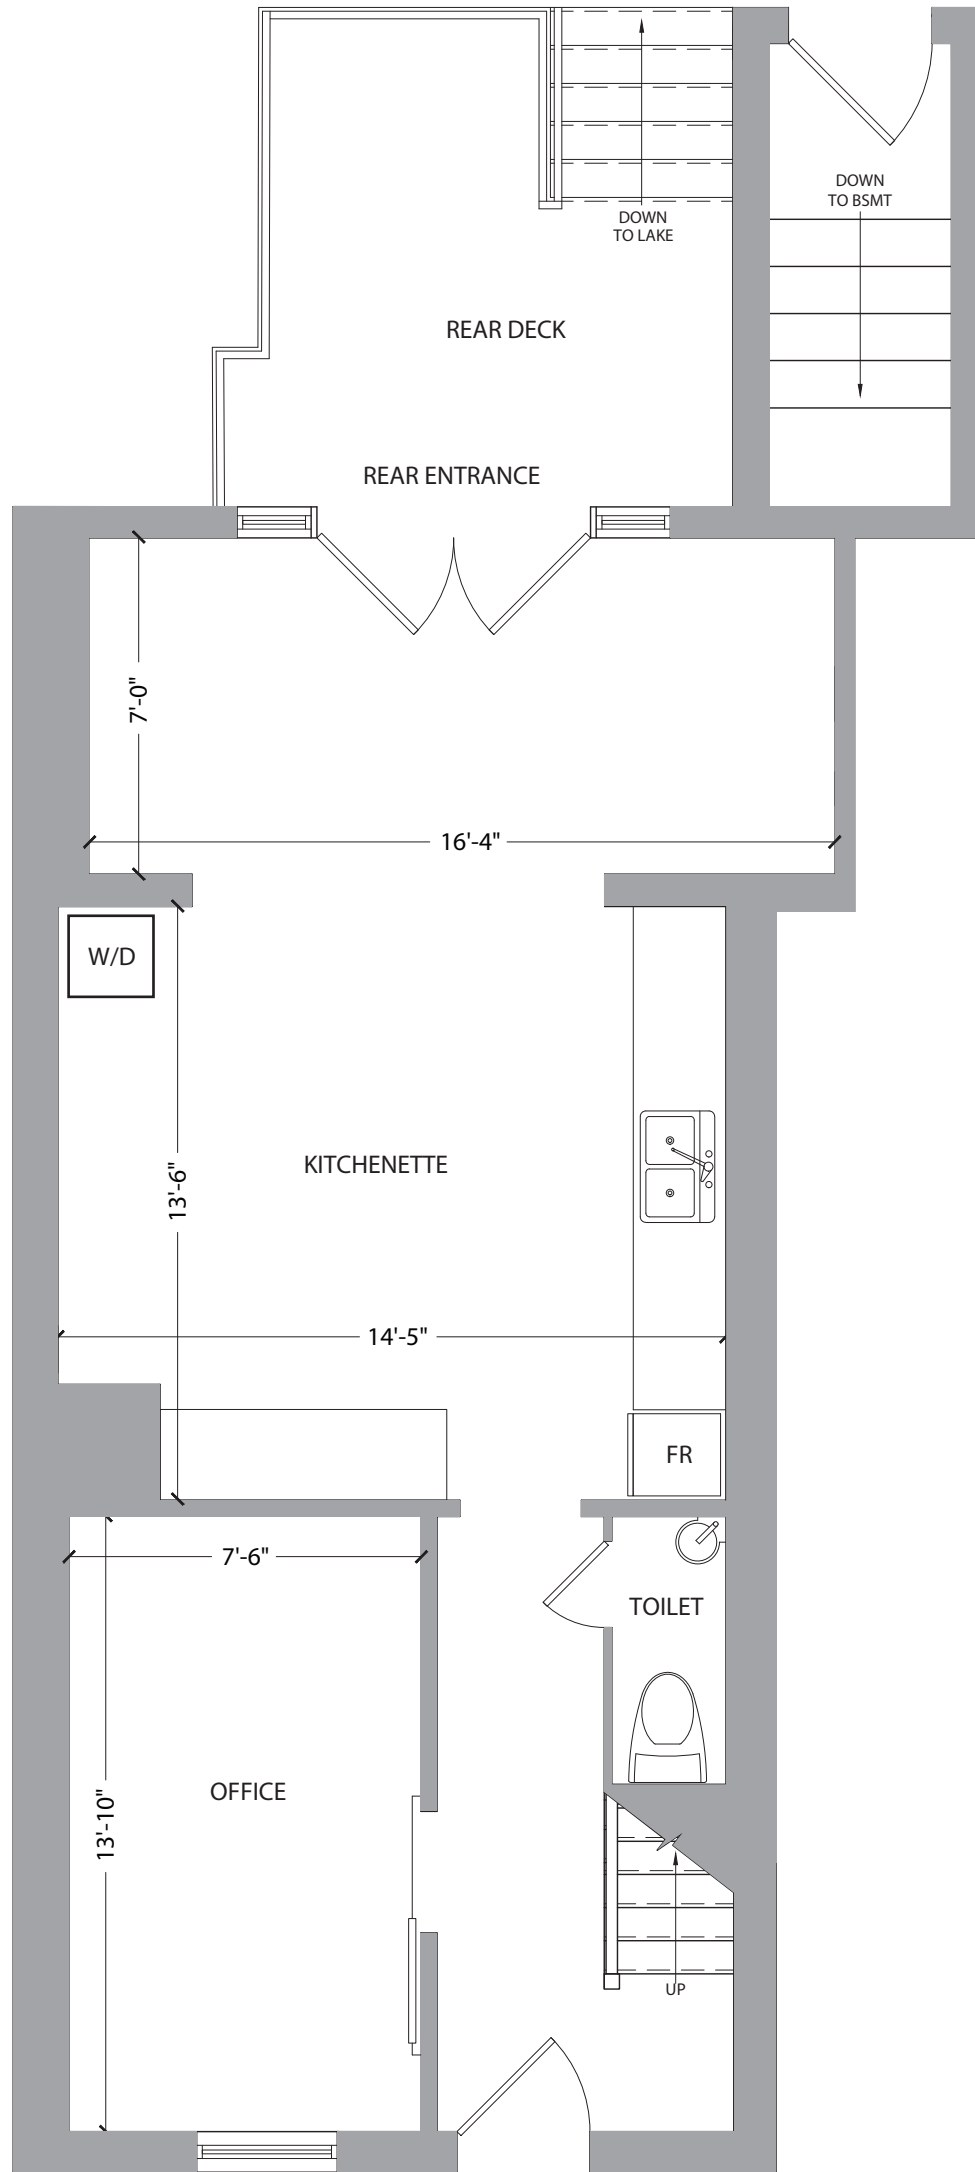 DOWN
TO BSMT
DOWN
TO LAKE
REAR DECK
REAR ENTRANCE
7'-0"
16'-4"
W/D
KITCHENETTE
13'-6"
14'-5"
FR
7'-6"
TOILET
OFFICE
13'-10"
UP